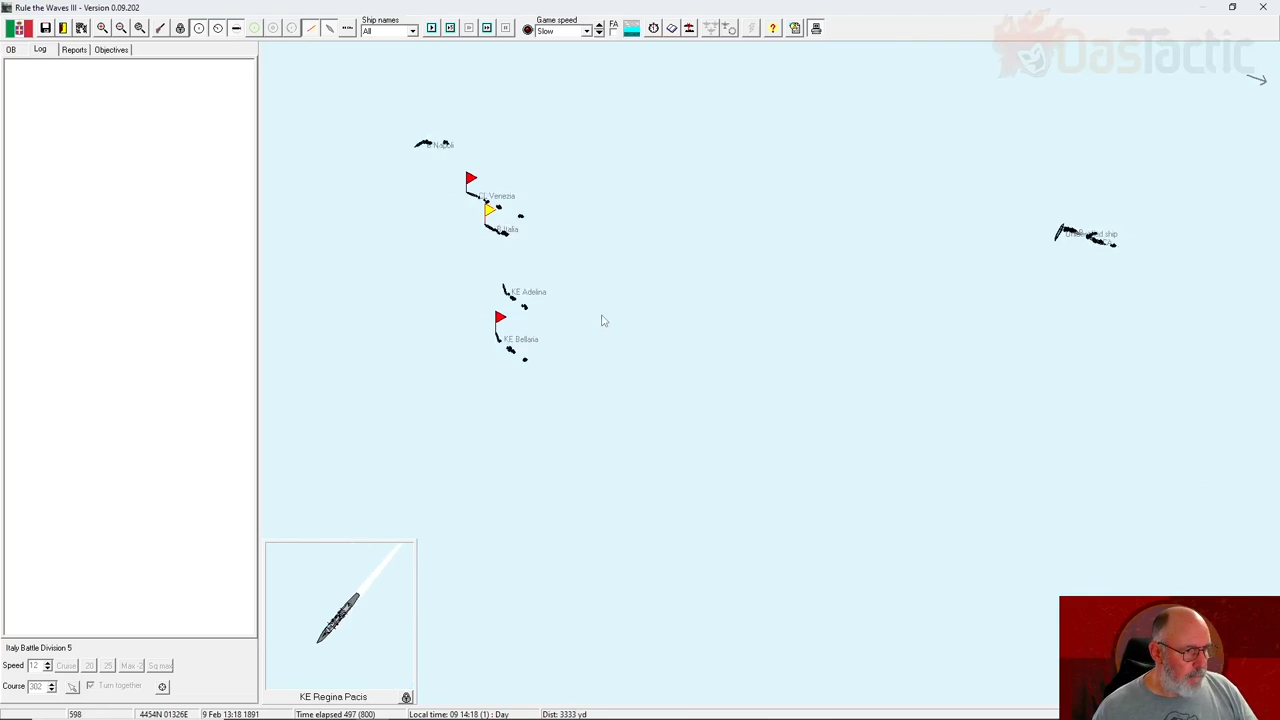 Rule the Waves III - Version 0.09.202
Ship names
All
Game speed
Slow
FA
DasTactic
OB
Log
Reports
Objectives
B Napoli
CL Venezia
B Italia
KE Adelina
KE Bellaria
KE Regina Pacis
Italy Battle Division 5
Speed
12
Cruise
20
25
Max -2
Sq max
Course
302
Turn together
598
4454N 01326E
9 Feb 13:18 1891
Time elapsed 497 (800)
Local time: 09 14:18 (1) : Day
Dist: 3333 yd